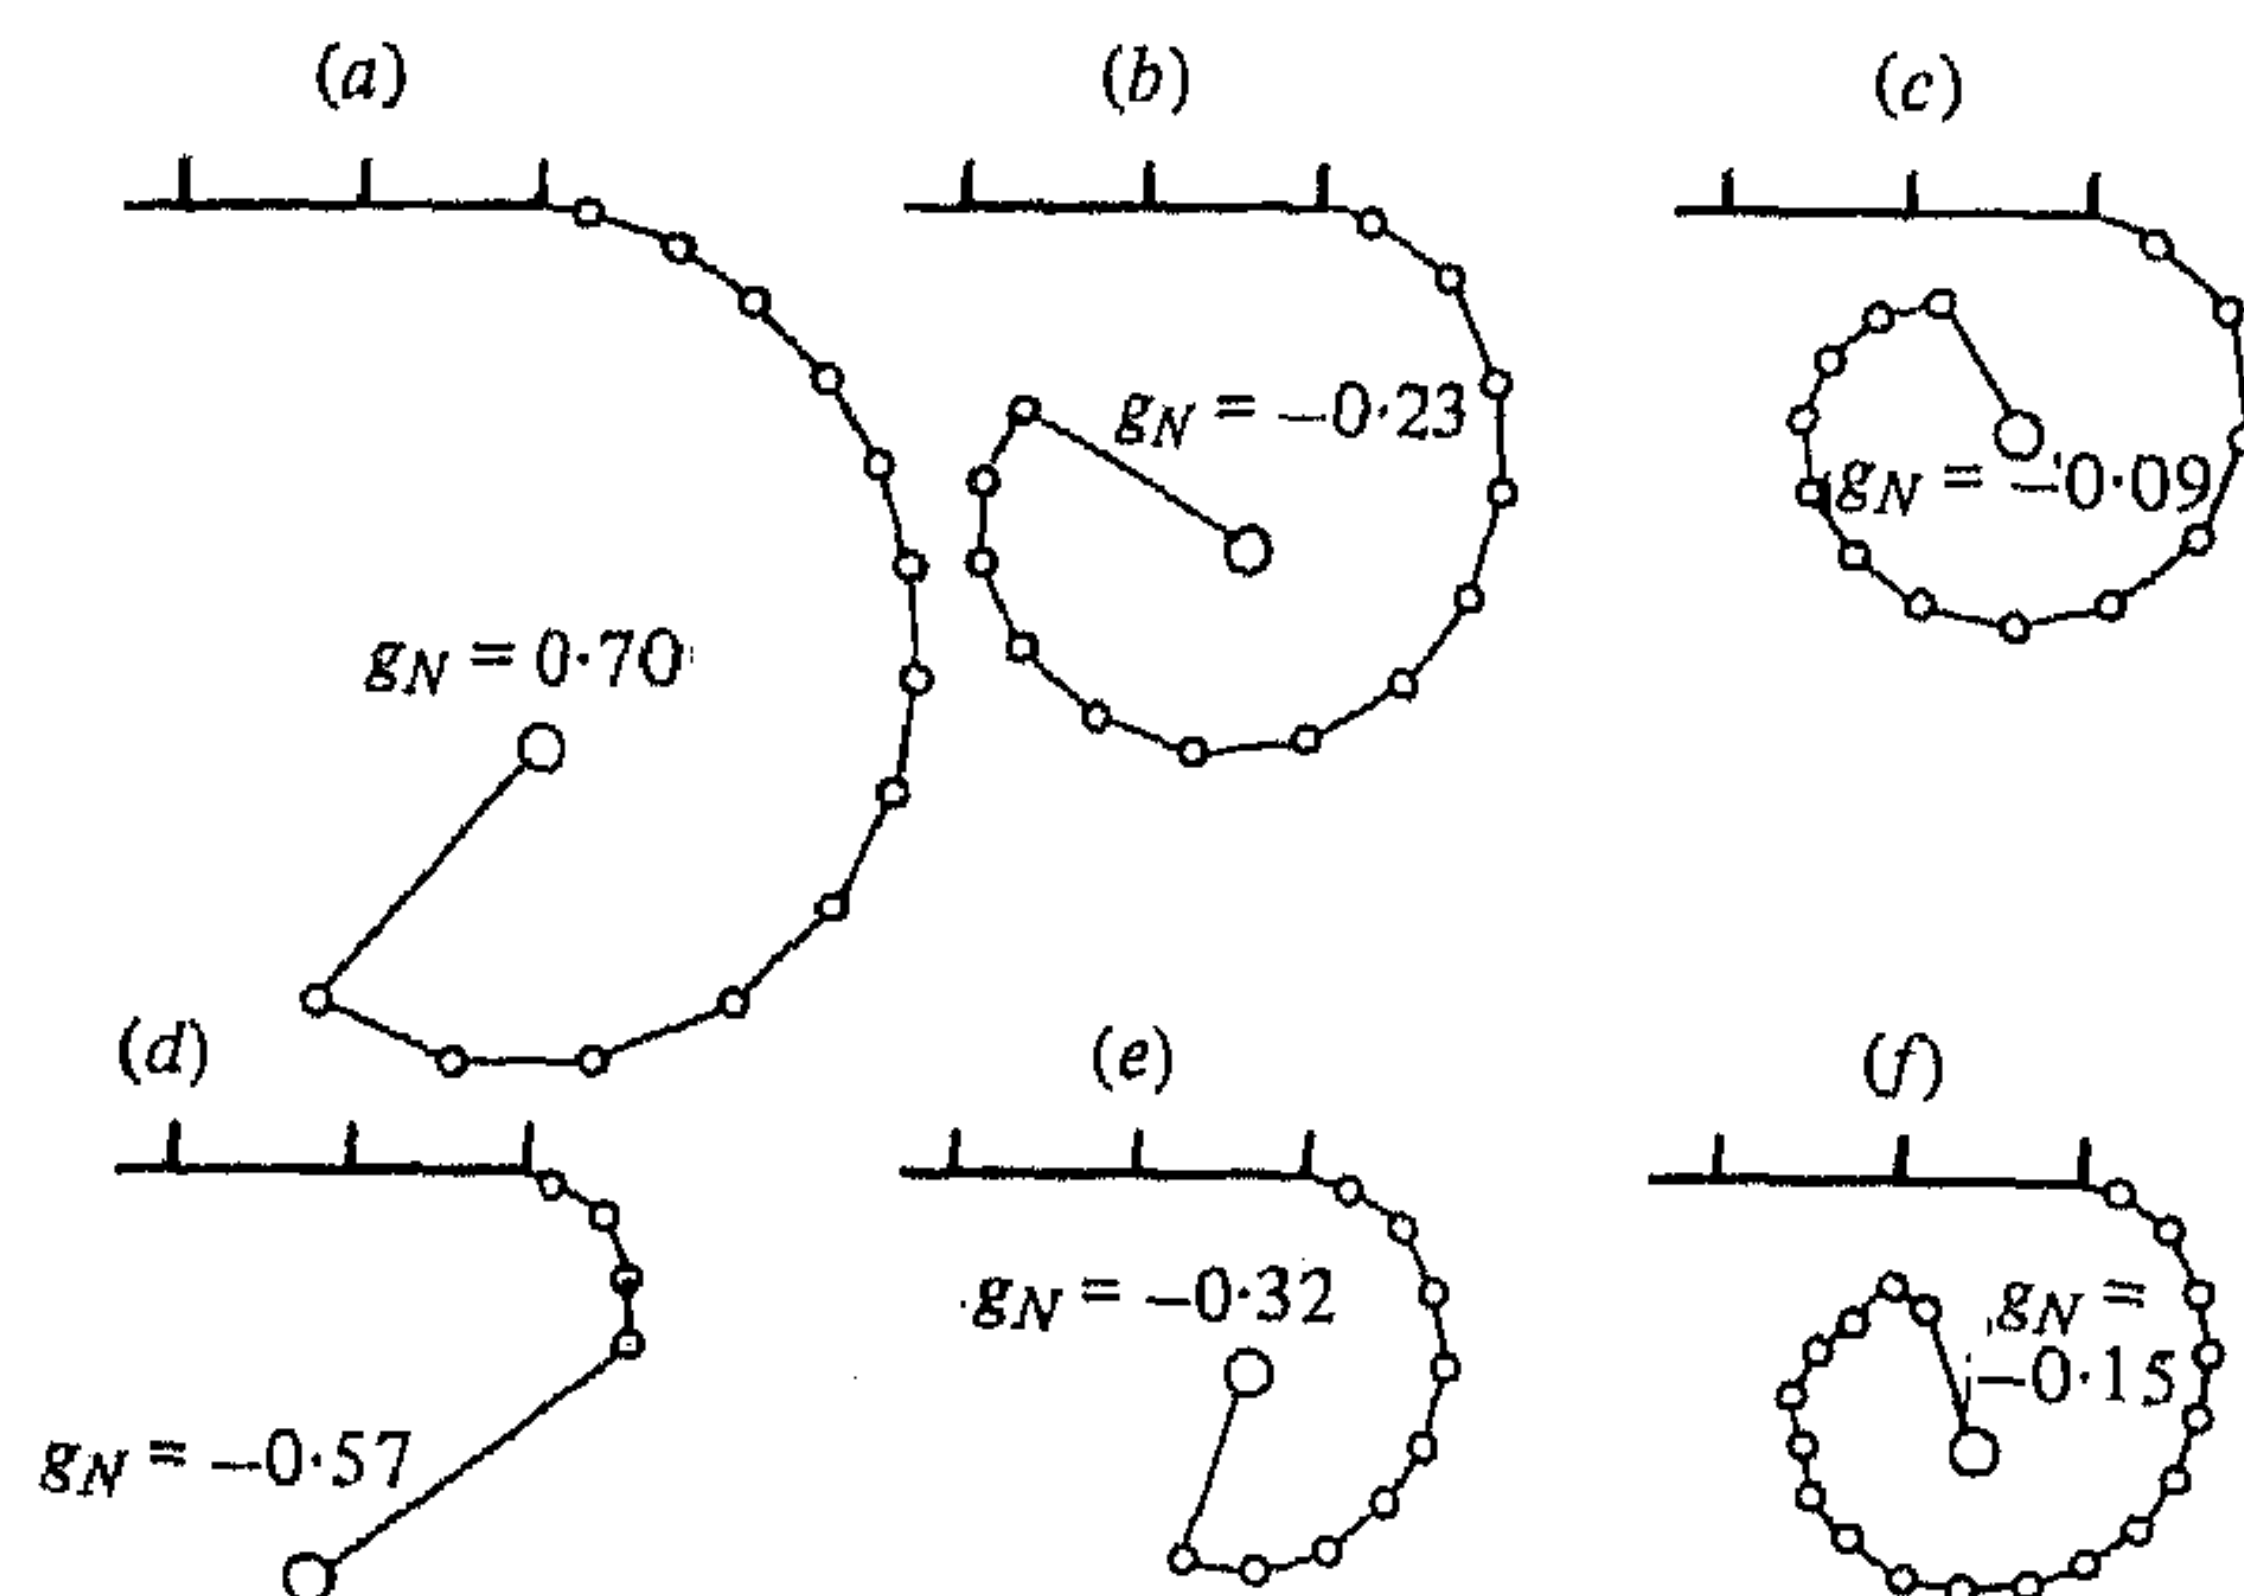 (a)
(b)
(c)
g_N = 0·70
g_N = −0·23
g_N = −0·09
(d)
(e)
(f)
g_N = −0·57
g_N = −0·32
g_N =
−0·15